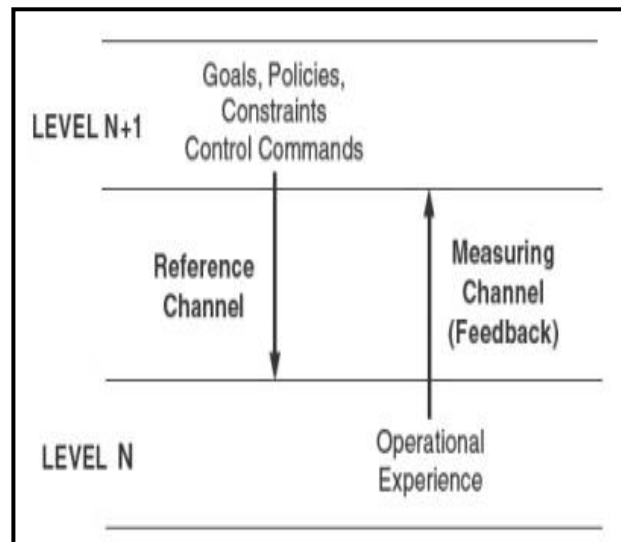 Goals, Policies,
Constraints
Control Commands
LEVEL N+1
Reference
Channel
Measuring
Channel
(Feedback)
Operational
Experience
LEVEL N